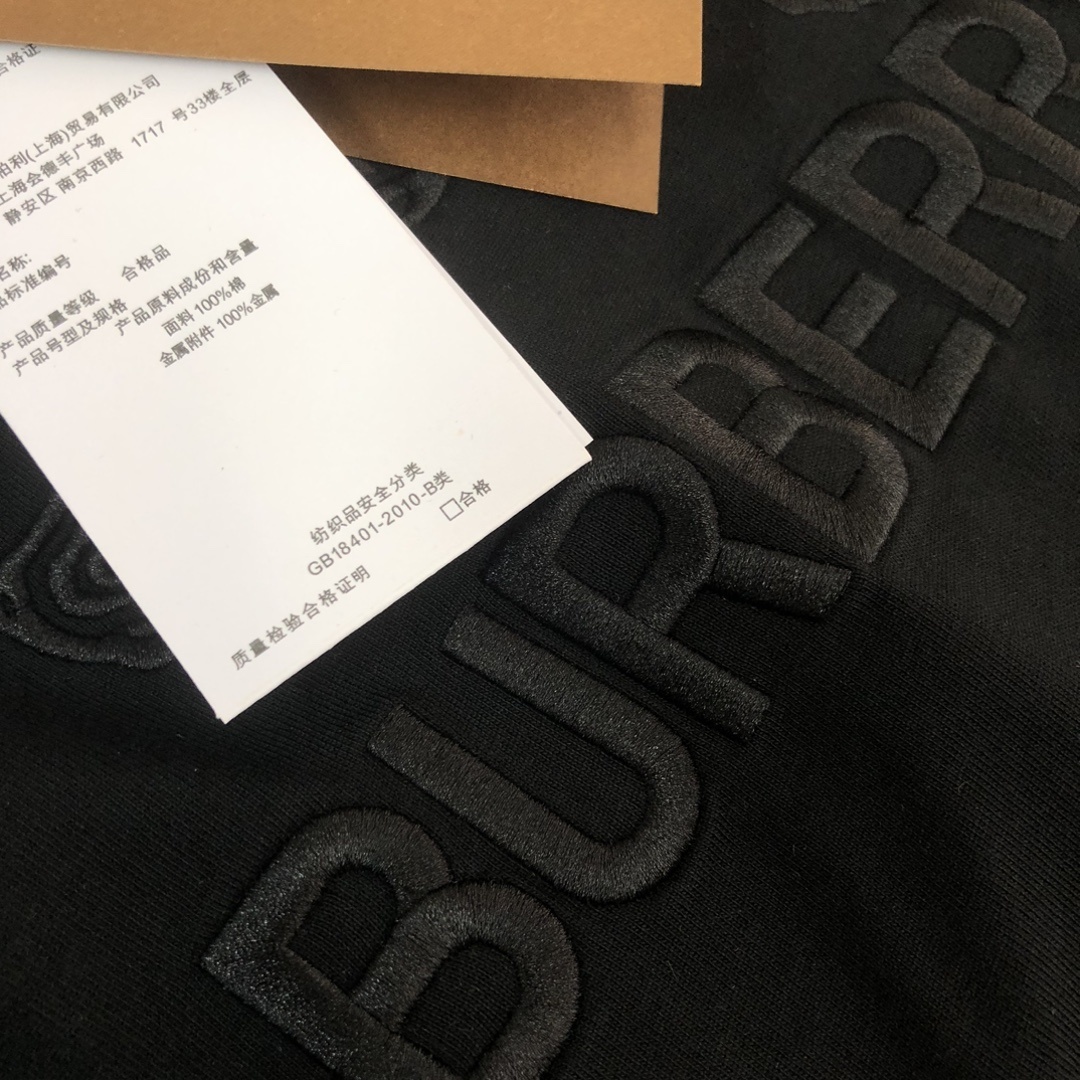 合格证
柏利(上海)贸易有限公司
上海会德丰广场
静安区 南京西路 1717 号33楼全层
名称:
品标准编号
产品质量等级 合格品
产品号型及规格
产品原料成份和含量
面料 100%棉
金属附件 100%金属
纺织品安全分类
GB18401-2010-B类
□合格
质量检验合格证明
BURBERR